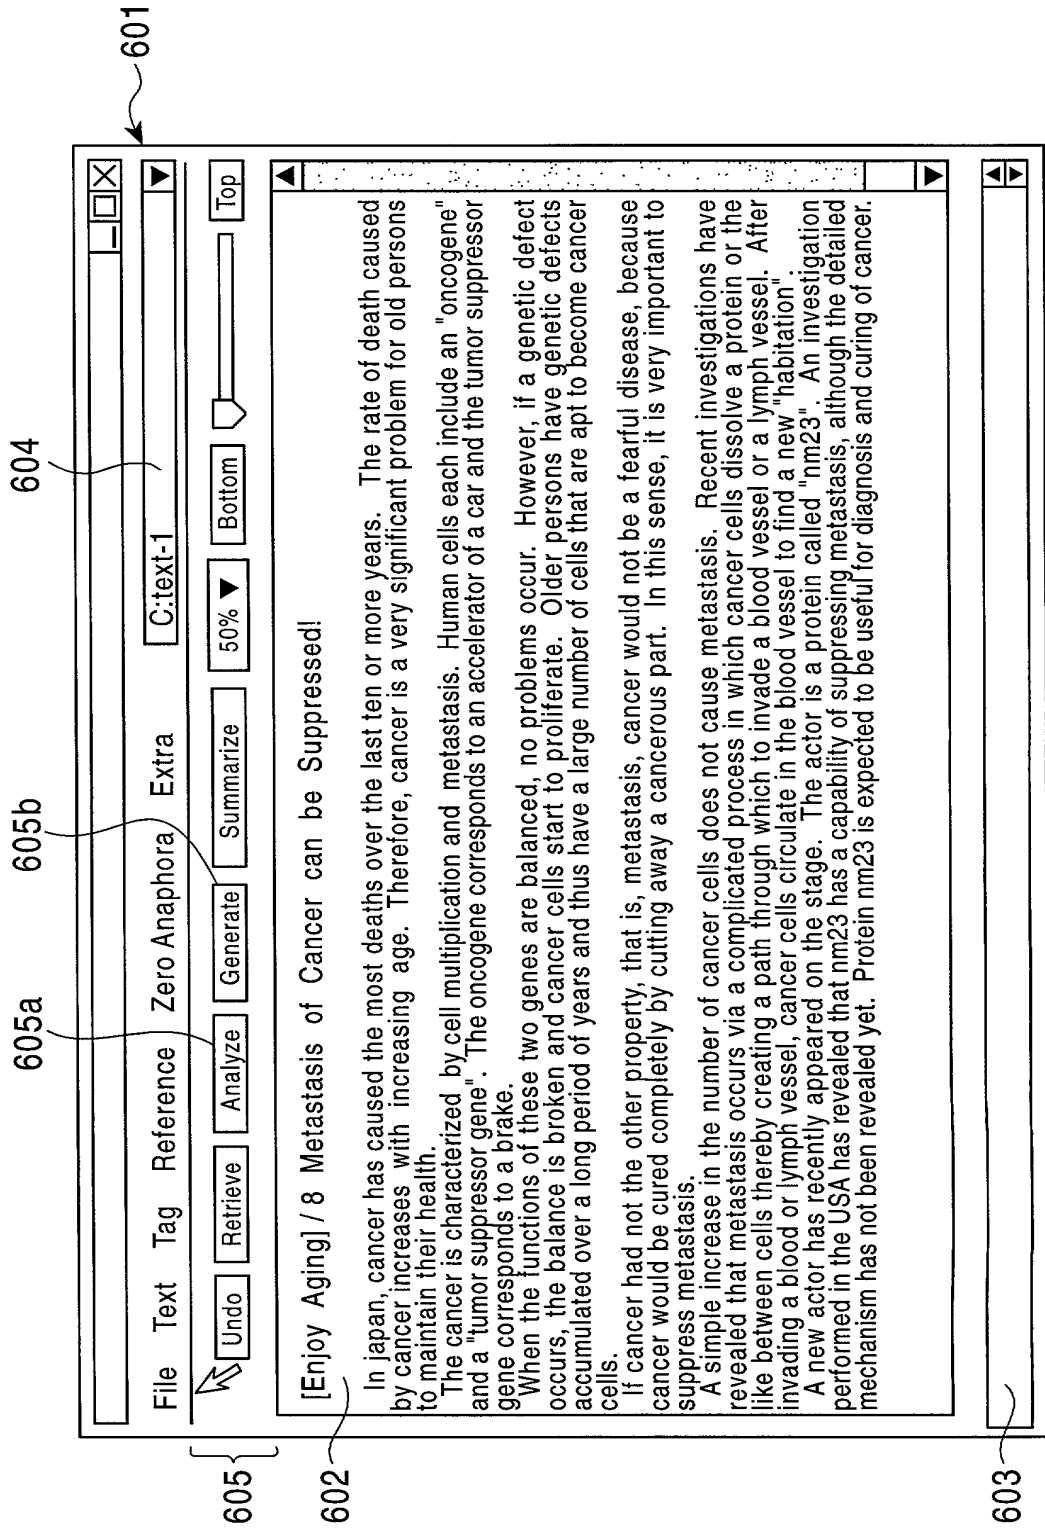 601
604
605a
605b
File Text Tag Reference Zero Anaphora Extra
C:text-1
605
Undo Retrieve Analyze Generate Summarize 50% Bottom Top
602
[Enjoy Aging] / 8 Metastasis of Cancer can be Suppressed!
In japan, cancer has caused the most deaths over the last ten or more years. The rate of death caused
by cancer increases with increasing age. Therefore, cancer is a very significant problem for old persons
to maintain their health.
The cancer is characterized by cell multiplication and metastasis. Human cells each include an "oncogene"
and a "tumor suppressor gene". The oncogene corresponds to an accelerator of a car and the tumor suppressor
gene corresponds to a brake.
When the functions of these two genes are balanced, no problems occur. However, if a genetic defect
occurs, the balance is broken and cancer cells start to proliferate. Older persons have genetic defects
accumulated over a long period of years and thus have a large number of cells that are apt to become cancer
cells.
If cancer had not the other property, that is, metastasis, cancer would not be a fearful disease, because
cancer would be cured completely by cutting away a cancerous part. In this sense, it is very important to
suppress metastasis.
A simple increase in the number of cancer cells does not cause metastasis. Recent investigations have
revealed that metastasis occurs via a complicated process in which cancer cells dissolve a protein or the
like between cells thereby creating a path through which to invade a blood vessel or a lymph vessel. After
invading a blood or lymph vessel, cancer cells circulate in the blood vessel to find a new "habitation".
A new actor has recently appeared on the stage. The actor is a protein called "nm23". An investigation
performed in the USA has revealed that nm23 has a capability of suppressing metastasis, although the detailed
mechanism has not been revealed yet. Protein nm23 is expected to be useful for diagnosis and curing of cancer.
603